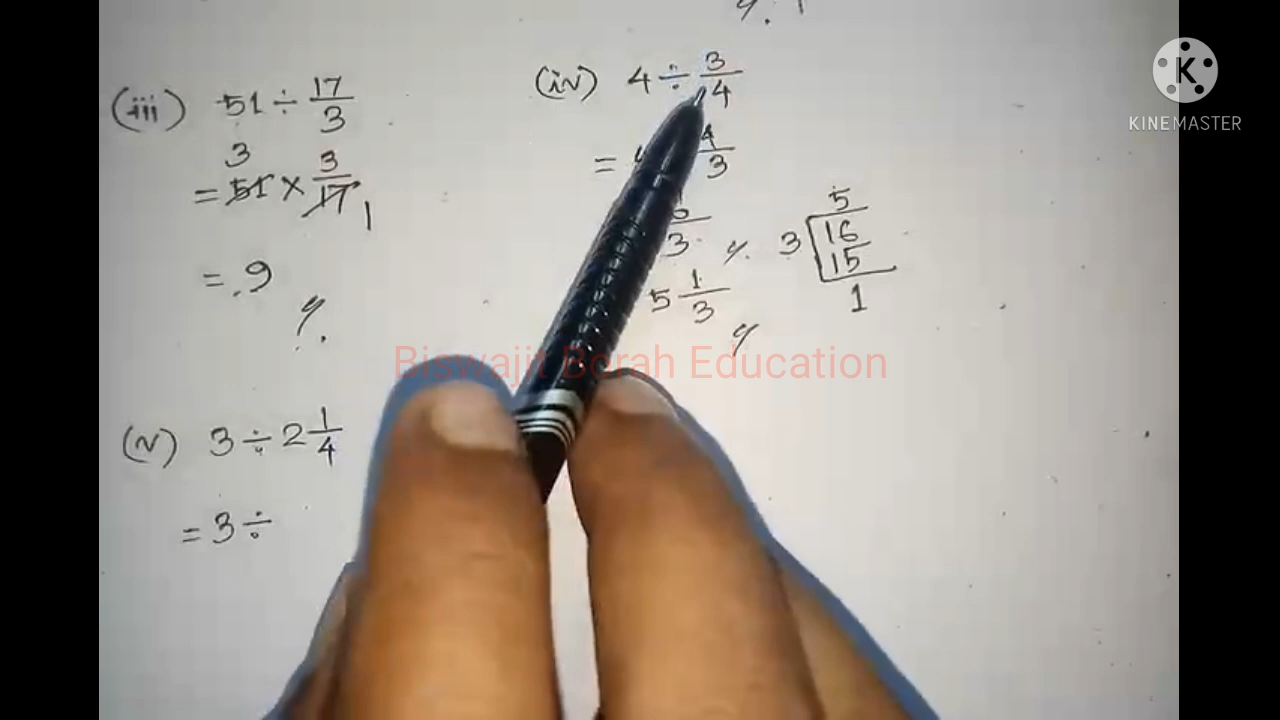 (iii) 51 ÷ 17/3
= 51 × 3/17
3
1
= 9
(iv) 4 ÷ 3/4
=
4/3
3
5 1/3
3
5
16
15
1
(v) 3 ÷ 2 1/4
= 3 ÷
K
KINEMASTER
Biswajit Borah Education